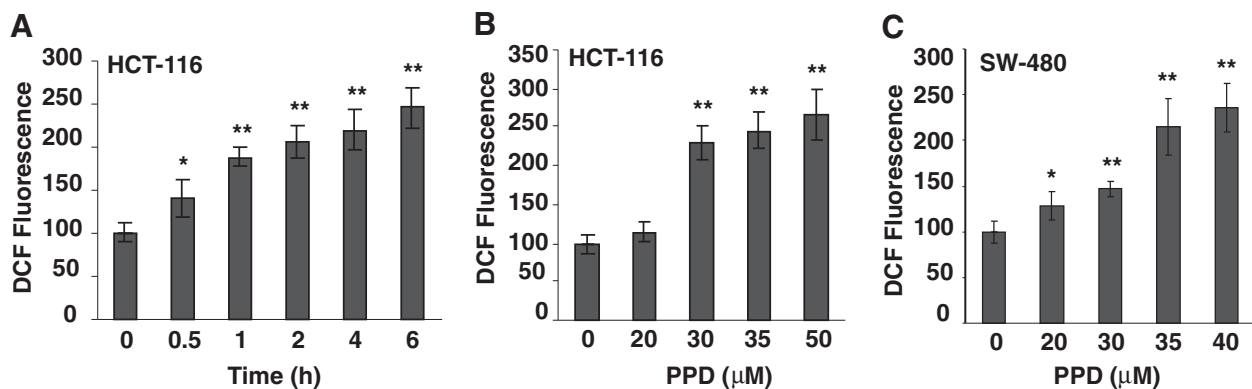 A
HCT-116
DCF Fluorescence
300
250
200
150
100
50
0
*
**
**
**
**
0 0.5 1 2 4 6
Time (h)
B
HCT-116
DCF Fluorescence
350
300
250
200
150
100
50
0
**
**
**
0 20 30 35 50
PPD (μM)
C
SW-480
DCF Fluorescence
300
250
200
150
100
50
0
*
**
**
**
0 20 30 35 40
PPD (μM)